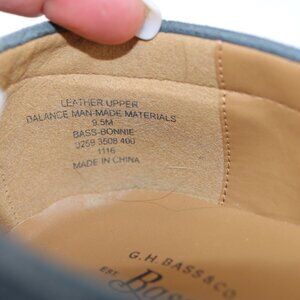 LEATHER UPPER
BALANCE MAN-MADE MATERIALS
9.5M
BASS-BONNIE
0259 3508 400
1116
MADE IN CHINA
G.H. BASS & CO.
EST.
Bass